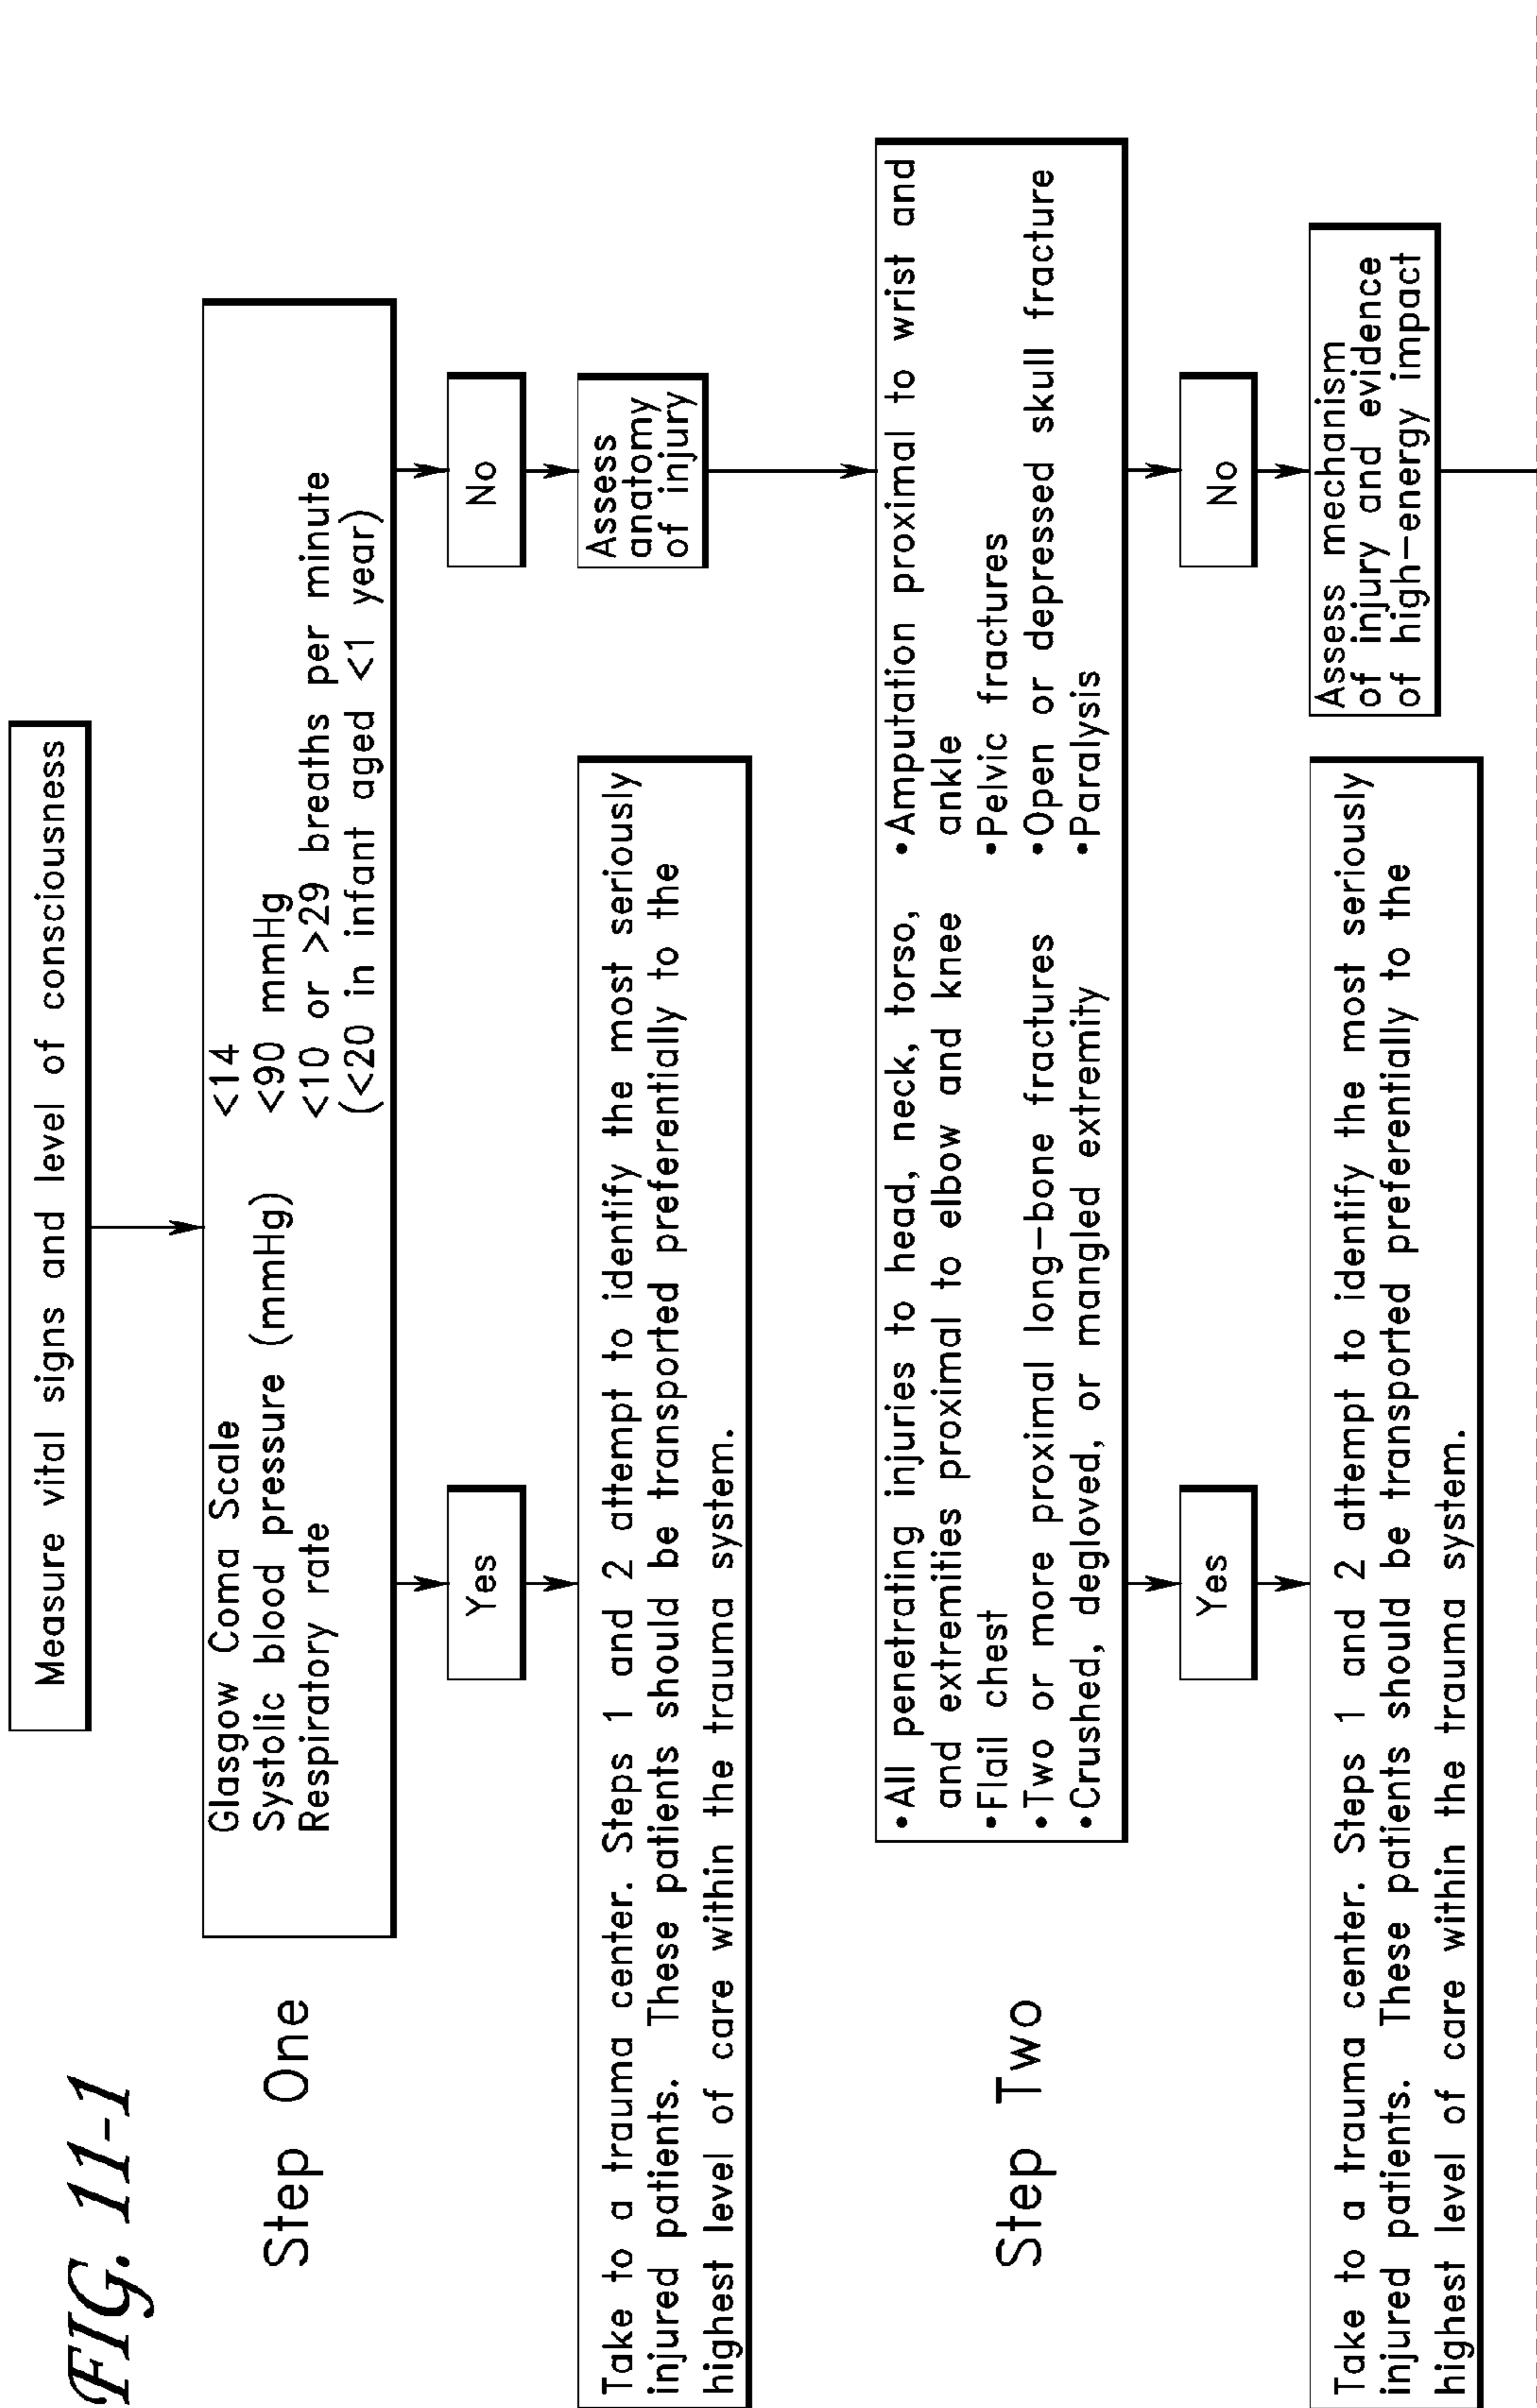 FIG. 11-1
Measure vital signs and level of consciousness
Step One
Glasgow Coma Scale <14
Systolic blood pressure (mmHg) <90 mmHg
Respiratory rate <10 or >29 breaths per minute
(<20 in infant aged <1 year)
Yes
No
Take to a trauma center. Steps 1 and 2 attempt to identify the most seriously
injured patients. These patients should be transported preferentially to the
highest level of care within the trauma system.
Assess
anatomy
of injury
Step Two
•All penetrating injuries to head, neck, torso,
and extremities proximal to elbow and knee
•Flail chest
•Two or more proximal long-bone fractures
•Crushed, degloved, or mangled extremity
•Amputation proximal to wrist and
ankle
•Pelvic fractures
•Open or depressed skull fracture
•Paralysis
Yes
No
Take to a trauma center. Steps 1 and 2 attempt to identify the most seriously
injured patients. These patients should be transported preferentially to the
highest level of care within the trauma system.
Assess mechanism
of injury and evidence
of high-energy impact